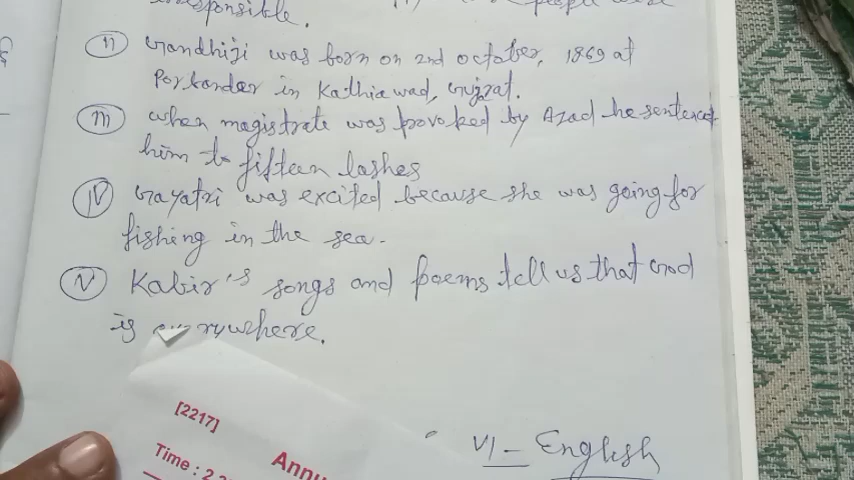 responsible.
(ii) Gandhiji was born on 2nd october, 1869 at
Porbandar in Kathiawad, Gujrat.
(iii) when magistrate was provoked by Azad he sentenced
him to fifteen lashes
(iv) Gayatri was excited because she was going for
fishing in the sea.
(v) Kabir's songs and poems tell us that God
is everywhere.
[2217]
Time : 2
Annu
VI - English